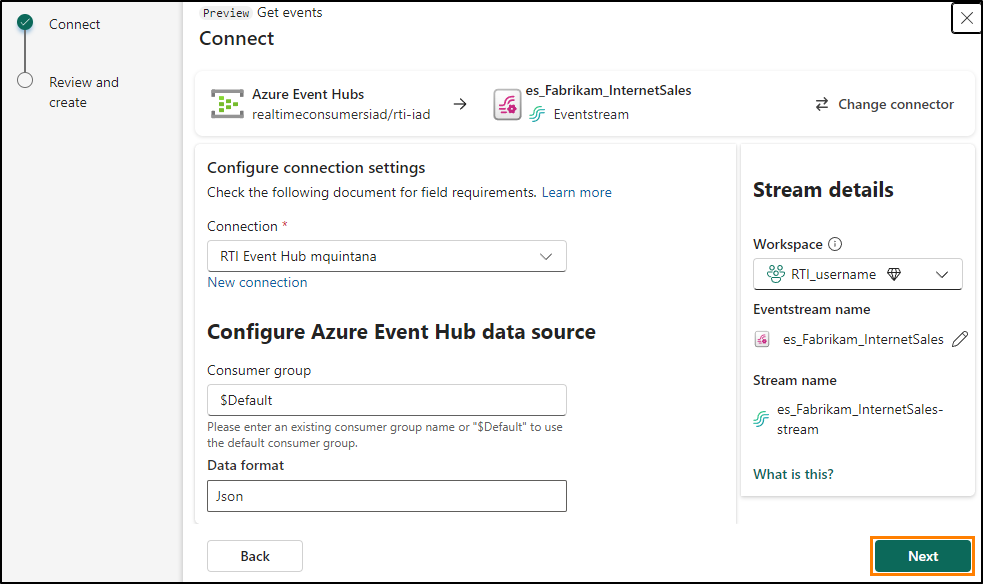 Connect
Review and
create
Preview Get events
Connect
Azure Event Hubs
realtimeconsumersiad/rti-iad
es_Fabrikam_InternetSales
Eventstream
Change connector
Configure connection settings
Check the following document for field requirements. Learn more
Connection *
RTI Event Hub mquintana
New connection
Configure Azure Event Hub data source
Consumer group
$Default
Please enter an existing consumer group name or "$Default" to use
the default consumer group.
Data format
Json
Stream details
Workspace
RTI_username
Eventstream name
es_Fabrikam_InternetSales
Stream name
es_Fabrikam_InternetSales-
stream
What is this?
Back
Next